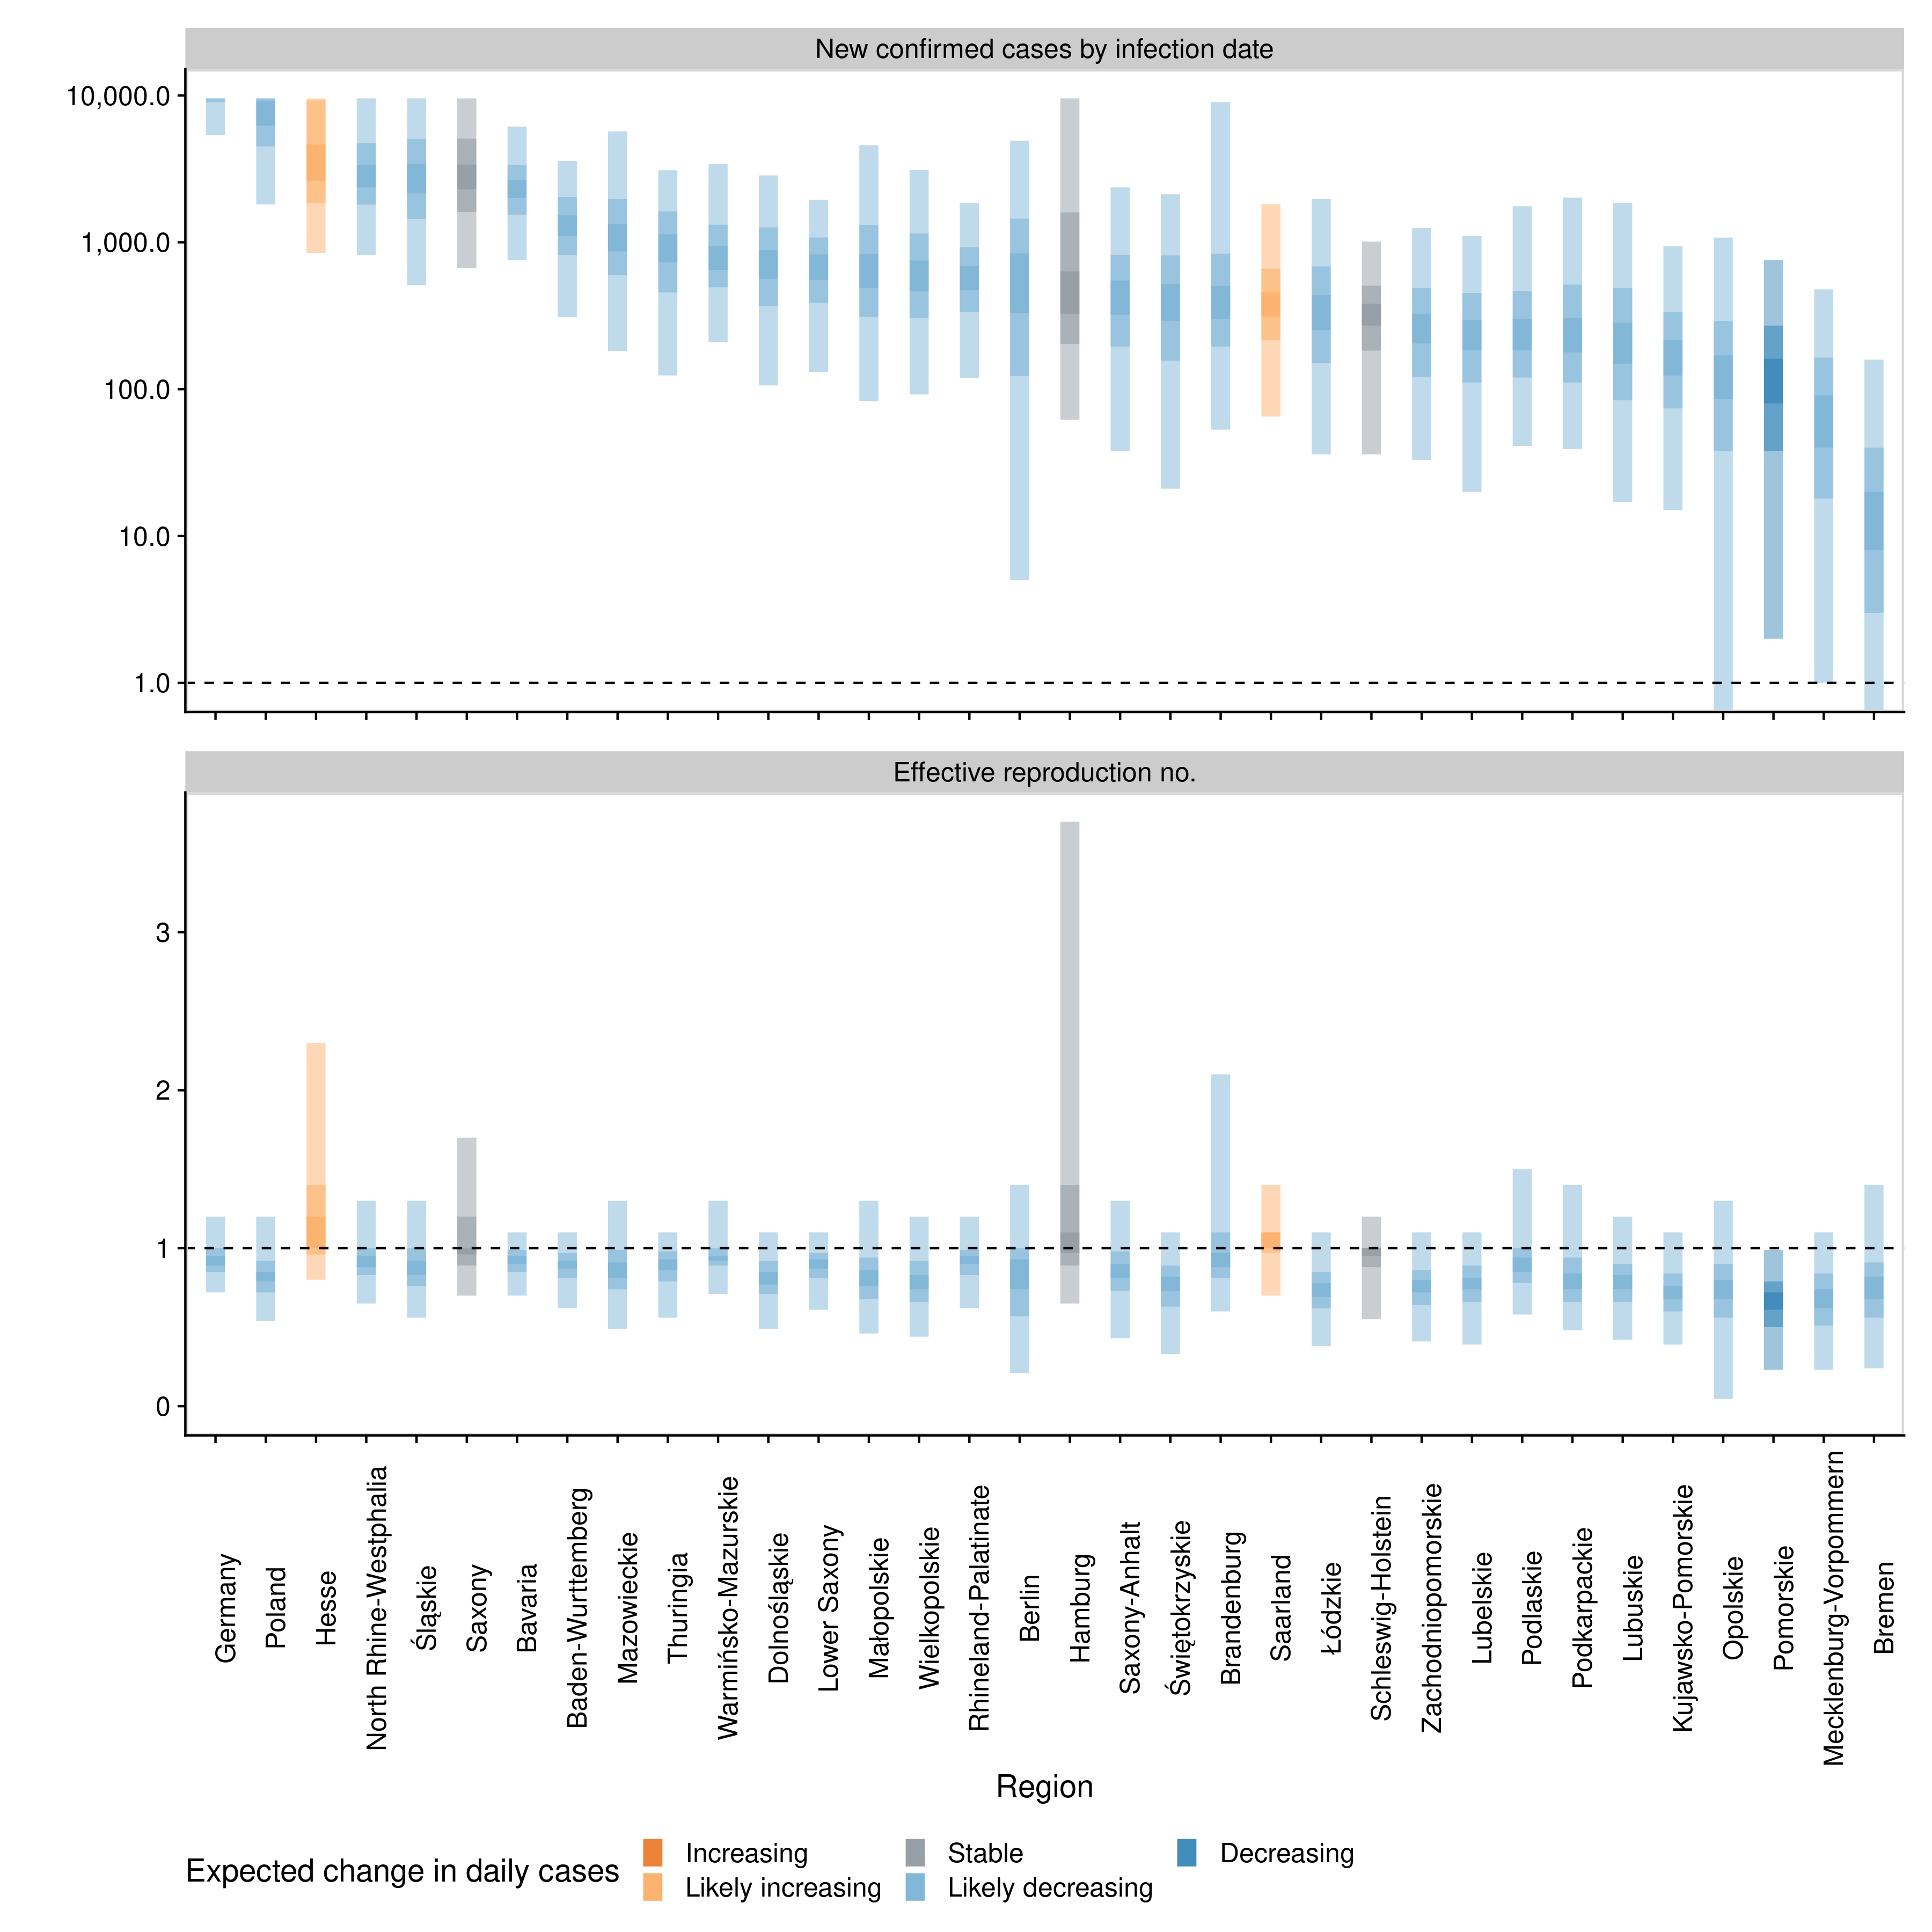 New confirmed cases by infection date
10,000.0
1,000.0
100.0
10.0
1.0
Effective reproduction no.
3
2
1
0
Germany
Poland
Hesse
North Rhine-Westphalia
Śląskie
Saxony
Bavaria
Baden-Wurttemberg
Mazowieckie
Thuringia
Warmińsko-Mazurskie
Dolnośląskie
Lower Saxony
Małopolskie
Wielkopolskie
Rhineland-Palatinate
Berlin
Hamburg
Saxony-Anhalt
Świętokrzyskie
Brandenburg
Saarland
Łódzkie
Schleswig-Holstein
Zachodniopomorskie
Lubelskie
Podlaskie
Podkarpackie
Lubuskie
Kujawsko-Pomorskie
Opolskie
Pomorskie
Mecklenburg-Vorpommern
Bremen
Region
Expected change in daily cases
Increasing
Stable
Decreasing
Likely increasing
Likely decreasing